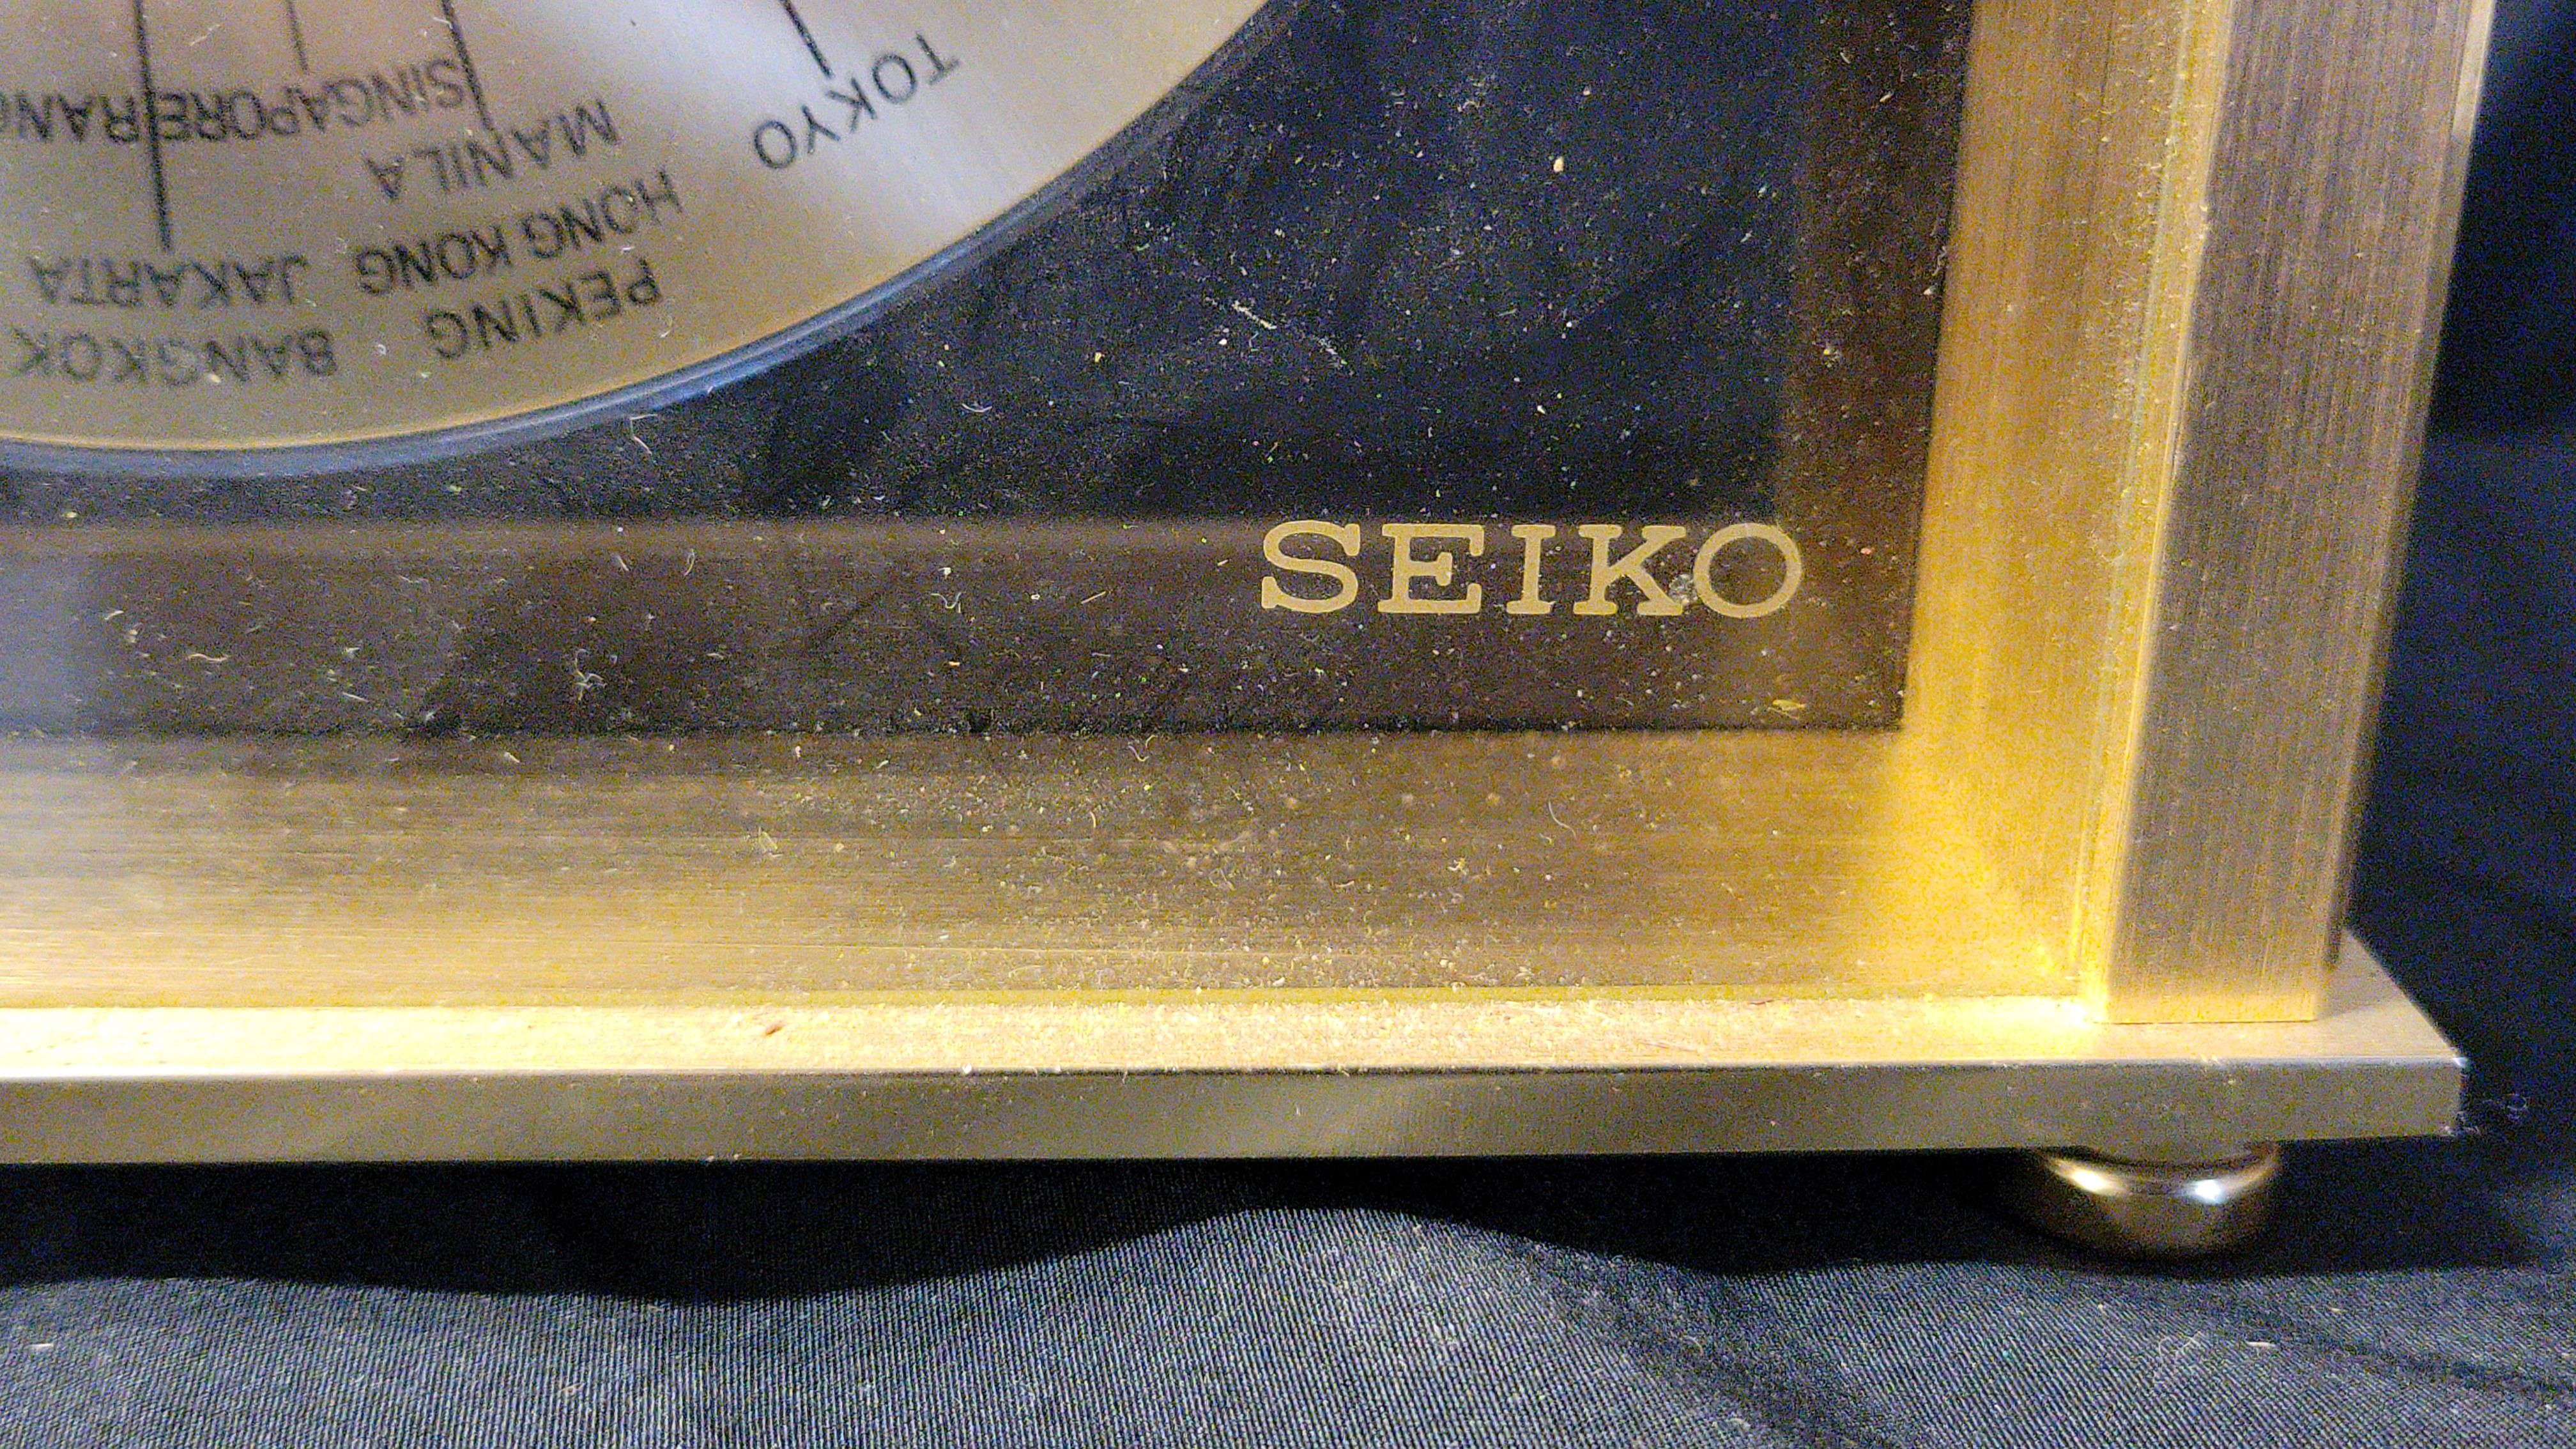 TOKYO
MANILA
HONG KONG
PEKING
SINGAPORE
JAKARTA
BANGKOK
SEIKO